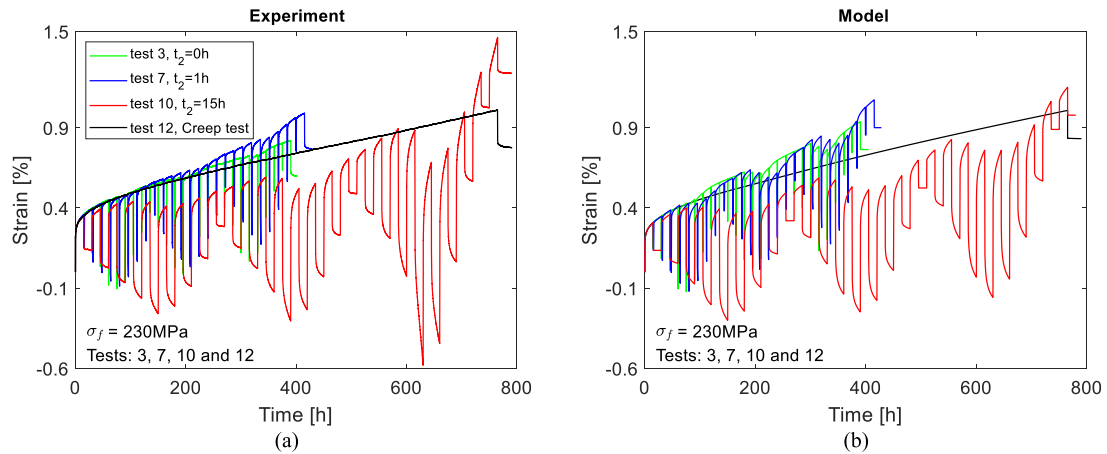 Experiment
1.5
0.9
0.4
-0.1
-0.6
Strain [%]
test 3, t2=0h
test 7, t2=1h
test 10, t2=15h
test 12, Creep test
σf = 230MPa
Tests: 3, 7, 10 and 12
0 200 400 600 800
Time [h]
(a)
Model
1.5
0.9
0.4
-0.1
-0.6
Strain [%]
σf = 230MPa
Tests: 3, 7, 10 and 12
0 200 400 600 800
Time [h]
(b)